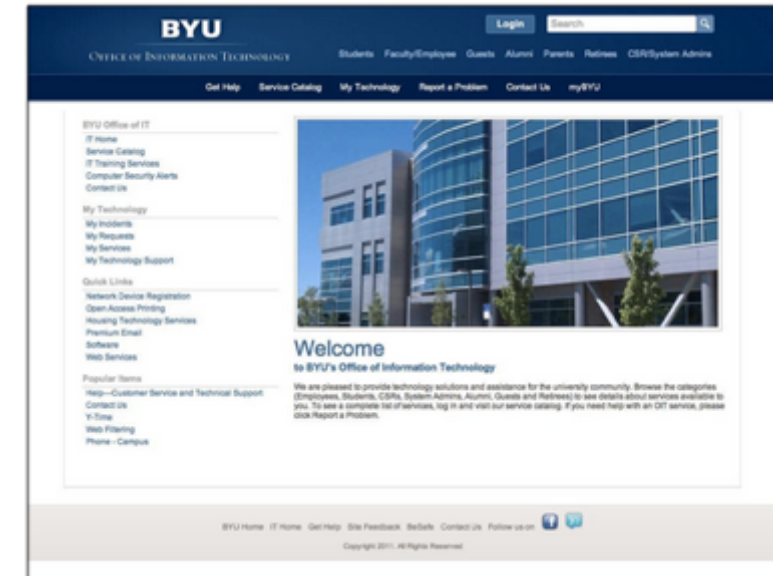 BYU
OFFICE OF INFORMATION TECHNOLOGY
Login
Search
Students Faculty/Employee Guests Alumni Parents Retirees CSR/System Admins
Get Help Service Catalog My Technology Report a Problem Contact Us myBYU
BYU Office of IT
IT Home
Service Catalog
IT Training Services
Computer Security Alerts
Contact Us
My Technology
My Incidents
My Requests
My Services
My Technology Support
Quick Links
Network Device Registration
Open Access Printing
Housing Technology Services
Premium Email
Software
Web Services
Popular Items
Help—Customer Service and Technical Support
Contact Us
Y-Time
Web Filtering
Phone - Campus
Welcome
to BYU's Office of Information Technology
We are pleased to provide technology solutions and assistance for the university community. Browse the categories
(Employees, Students, CSRs, System Admins, Alumni, Guests and Retirees) to see details about services available to
you. To see a complete list of services, log in and visit our service catalog. If you need help with an OIT service, please
click Report a Problem.
BYU Home IT Home Get Help Site Feedback BeSafe Contact Us Follow us on
Copyright 2011. All Rights Reserved